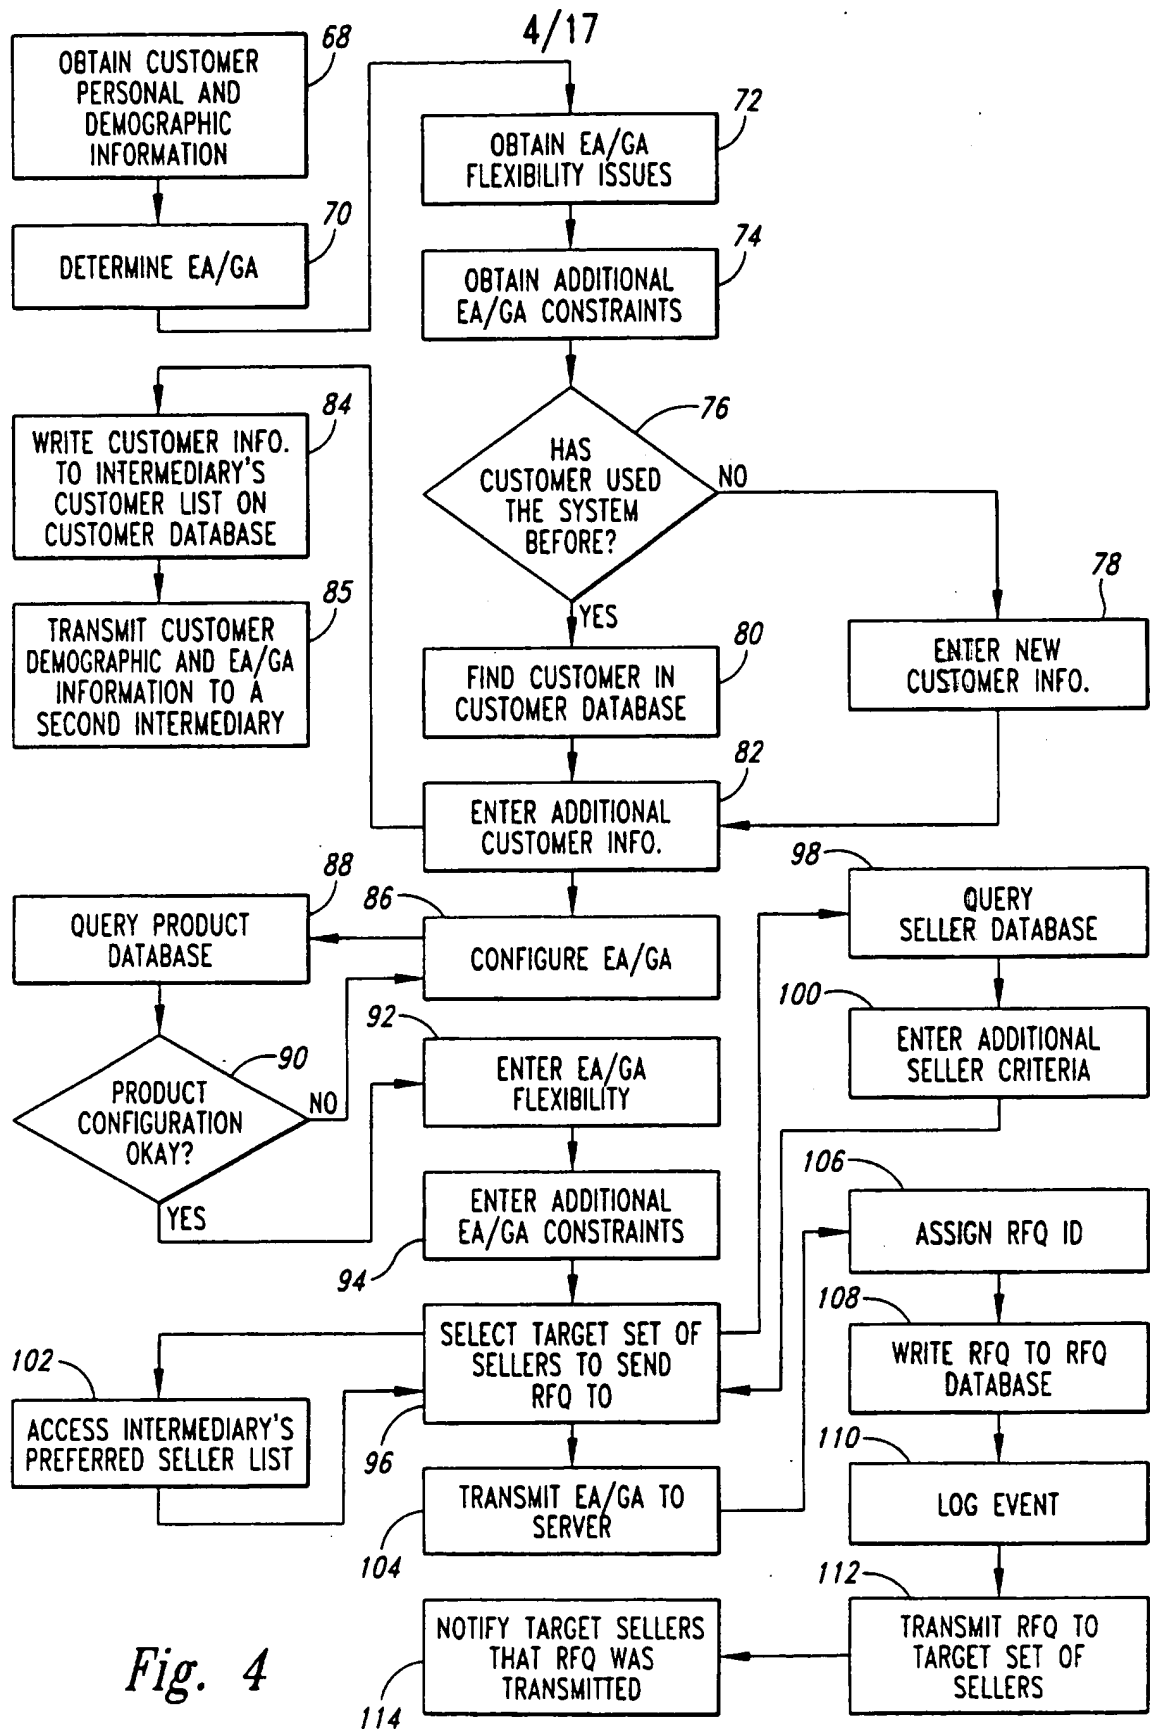 4/17
68
OBTAIN CUSTOMER
PERSONAL AND
DEMOGRAPHIC
INFORMATION
70
DETERMINE EA/GA
72
OBTAIN EA/GA
FLEXIBILITY ISSUES
74
OBTAIN ADDITIONAL
EA/GA CONSTRAINTS
76
HAS
CUSTOMER USED
THE SYSTEM
BEFORE?
NO
YES
78
ENTER NEW
CUSTOMER INFO.
80
FIND CUSTOMER IN
CUSTOMER DATABASE
82
ENTER ADDITIONAL
CUSTOMER INFO.
84
WRITE CUSTOMER INFO.
TO INTERMEDIARY'S
CUSTOMER LIST ON
CUSTOMER DATABASE
85
TRANSMIT CUSTOMER
DEMOGRAPHIC AND EA/GA
INFORMATION TO A
SECOND INTERMEDIARY
86
CONFIGURE EA/GA
88
QUERY PRODUCT
DATABASE
90
PRODUCT
CONFIGURATION
OKAY?
NO
YES
92
ENTER EA/GA
FLEXIBILITY
ENTER ADDITIONAL
EA/GA CONSTRAINTS
94
SELECT TARGET SET OF
SELLERS TO SEND
RFQ TO
96
98
QUERY
SELLER DATABASE
100
ENTER ADDITIONAL
SELLER CRITERIA
102
ACCESS INTERMEDIARY'S
PREFERRED SELLER LIST
TRANSMIT EA/GA TO
SERVER
104
106
ASSIGN RFQ ID
108
WRITE RFQ TO RFQ
DATABASE
110
LOG EVENT
112
TRANSMIT RFQ TO
TARGET SET OF
SELLERS
NOTIFY TARGET SELLERS
THAT RFQ WAS
TRANSMITTED
114
Fig. 4